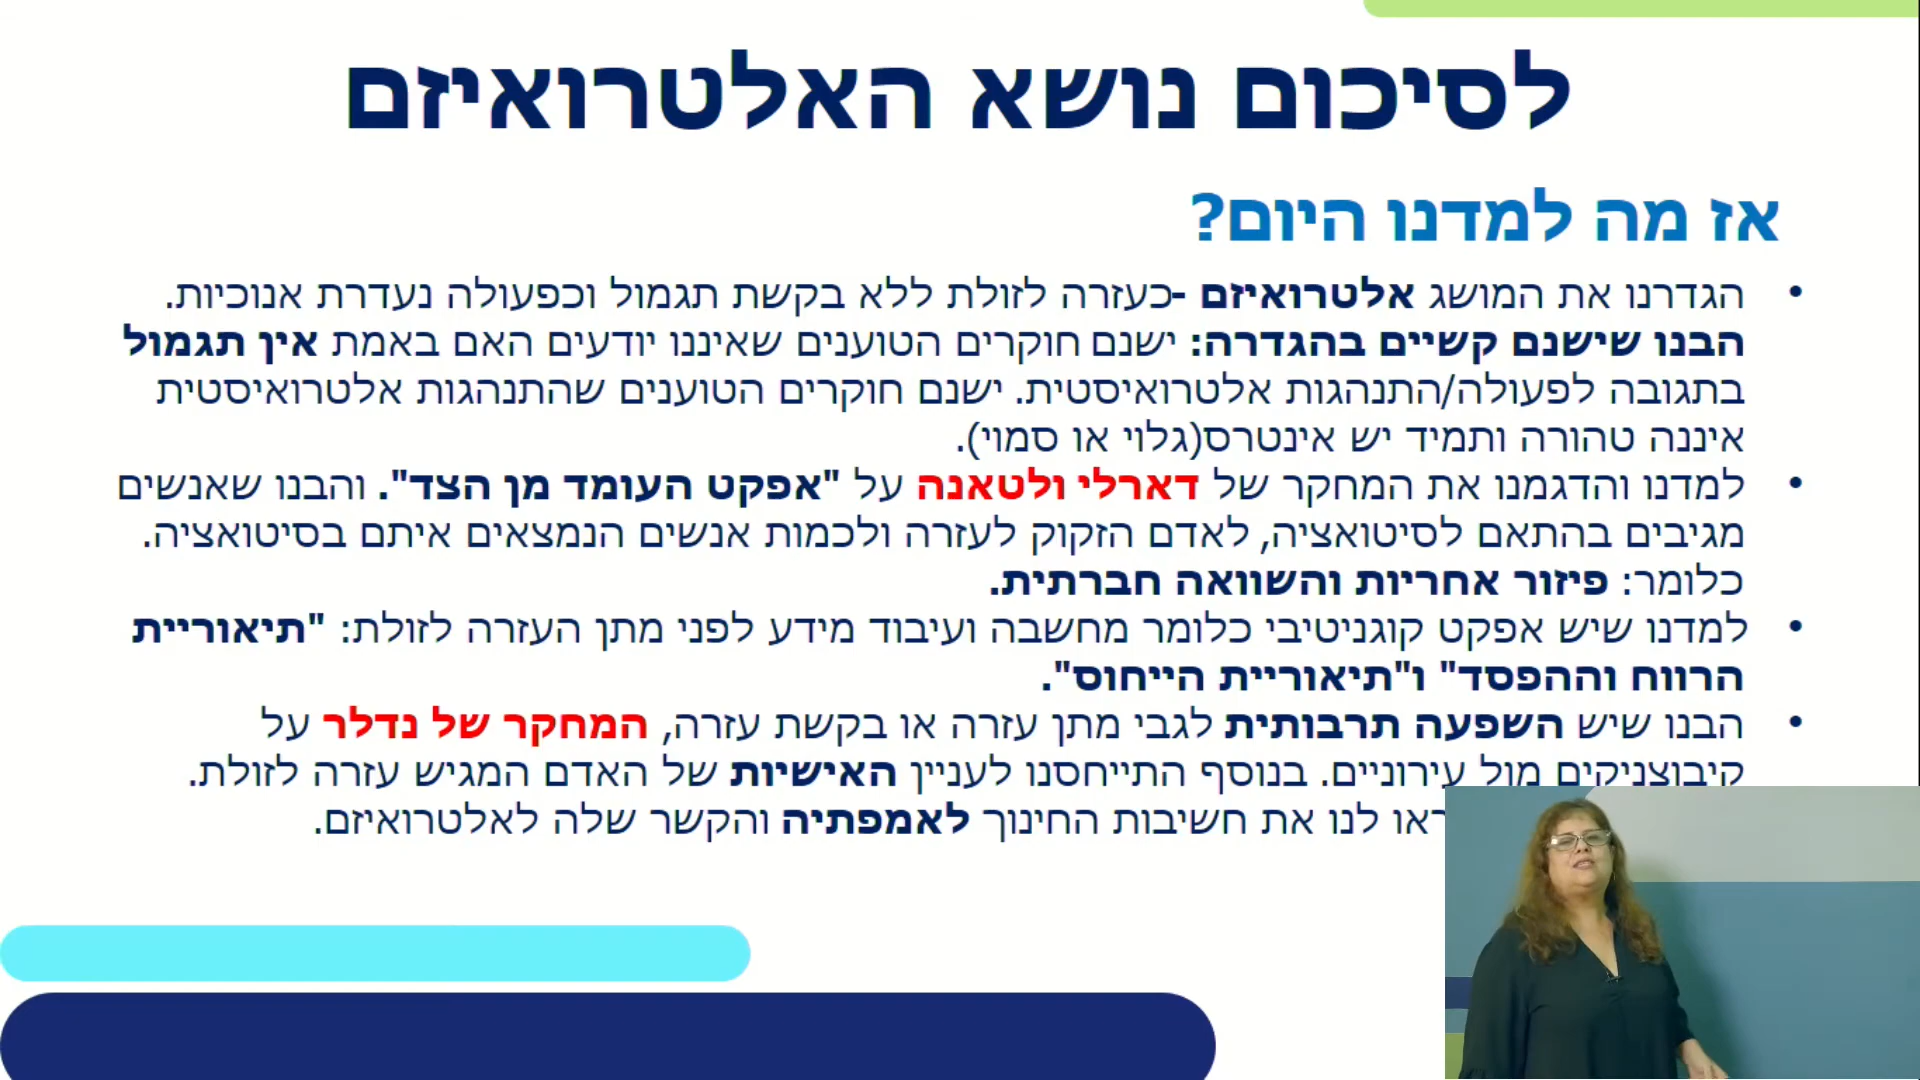 לסיכום נושא האלטרואיזם
אז מה למדנו היום?
• הגדרנו את המושג אלטרואיזם -כעזרה לזולת ללא בקשת תגמול וכפעולה נעדרת אנוכיות.
הבנו שישנם קשיים בהגדרה: ישנם חוקרים הטוענים שאיננו יודעים האם באמת אין תגמול
בתגובה לפעולה/התנהגות אלטרואיסטית. ישנם חוקרים הטוענים שהתנהגות אלטרואיסטית
איננה טהורה ותמיד יש אינטרס(גלוי או סמוי).
• למדנו והדגמנו את המחקר של דארלי ולטאנה על "אפקט העומד מן הצד". והבנו שאנשים
מגיבים בהתאם לסיטואציה, לאדם הזקוק לעזרה ולכמות אנשים הנמצאים איתם בסיטואציה.
כלומר: פיזור אחריות והשוואה חברתית.
• למדנו שיש אפקט קוגניטיבי כלומר מחשבה ועיבוד מידע לפני מתן העזרה לזולת: "תיאוריית
הרווח וההפסד" ו"תיאוריית הייחוס".
• הבנו שיש השפעה תרבותית לגבי מתן עזרה או בקשת עזרה, המחקר של נדלר על
קיבוצניקים מול עירוניים. בנוסף התייחסנו לעניין האישיות של האדם המגיש עזרה לזולת.
לנו את חשיבות החינוך לאמפתיה והקשר שלה לאלטרואיזם.